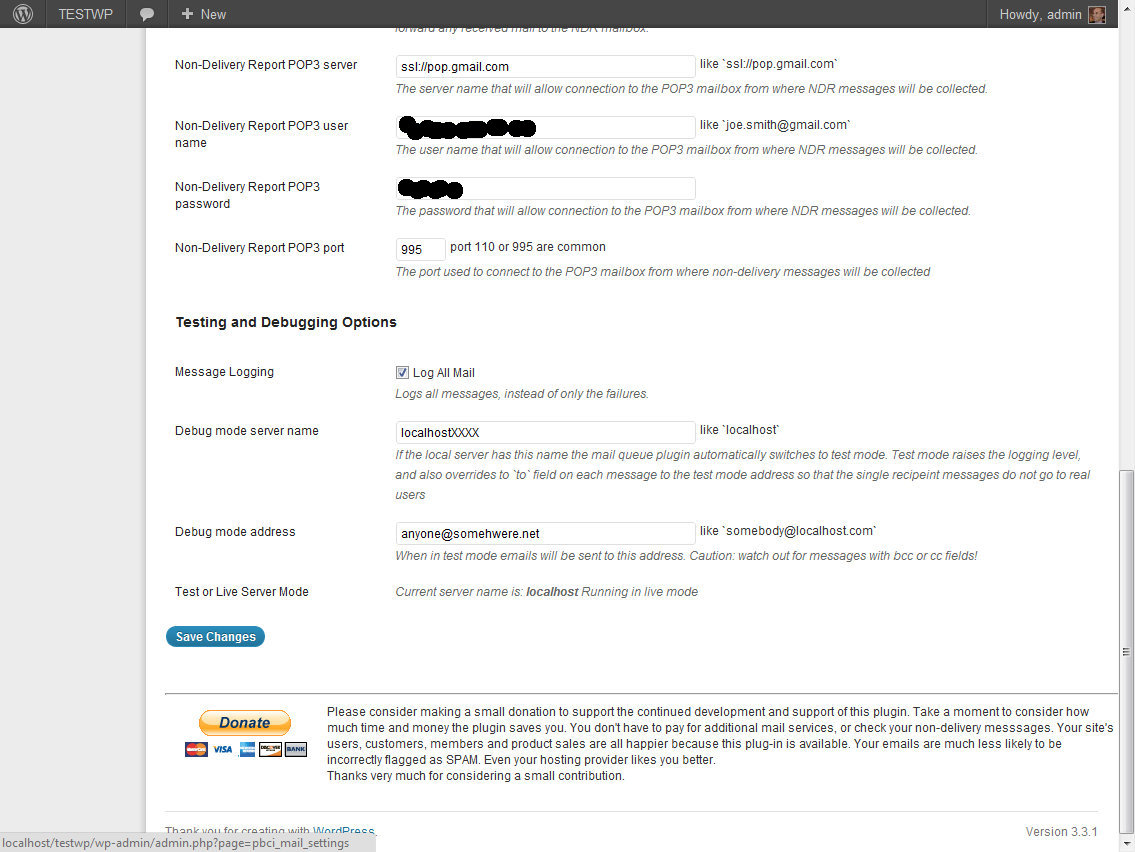 TESTWP
New
Howdy, admin
forward any received mail to the NDR mailbox.
Non-Delivery Report POP3 server
ssl://pop.gmail.com
like `ssl://pop.gmail.com`
The server name that will allow connection to the POP3 mailbox from where NDR messages will be collected.
Non-Delivery Report POP3 user
name
like `joe.smith@gmail.com`
The user name that will allow connection to the POP3 mailbox from where NDR messages will be collected.
Non-Delivery Report POP3
password
The password that will allow connection to the POP3 mailbox from where NDR messages will be collected.
Non-Delivery Report POP3 port
995
port 110 or 995 are common
The port used to connect to the POP3 mailbox from where non-delivery messages will be collected
Testing and Debugging Options
Message Logging
Log All Mail
Logs all messages, instead of only the failures.
Debug mode server name
localhostXXXX
like `localhost`
If the local server has this name the mail queue plugin automatically switches to test mode. Test mode raises the logging level,
and also overrides to `to` field on each message to the test mode address so that the single recipeint messages do not go to real
users
Debug mode address
anyone@somehwere.net
like `somebody@localhost.com`
When in test mode emails will be sent to this address. Caution: watch out for messages with bcc or cc fields!
Test or Live Server Mode
Current server name is: localhost Running in live mode
Save Changes
Donate
MasterCard VISA AMEX DISCOVER BANK
Please consider making a small donation to support the continued development and support of this plugin. Take a moment to consider how
much time and money the plugin saves you. You don't have to pay for additional mail services, or check your non-delivery messsages. Your site's
users, customers, members and product sales are all happier because this plug-in is available. Your emails are much less likely to be
incorrectly flagged as SPAM. Even your hosting provider likes you better.
Thanks very much for considering a small contribution.
Thank you for creating with WordPress.
Version 3.3.1
localhost/testwp/wp-admin/admin.php?page=pbci_mail_settings